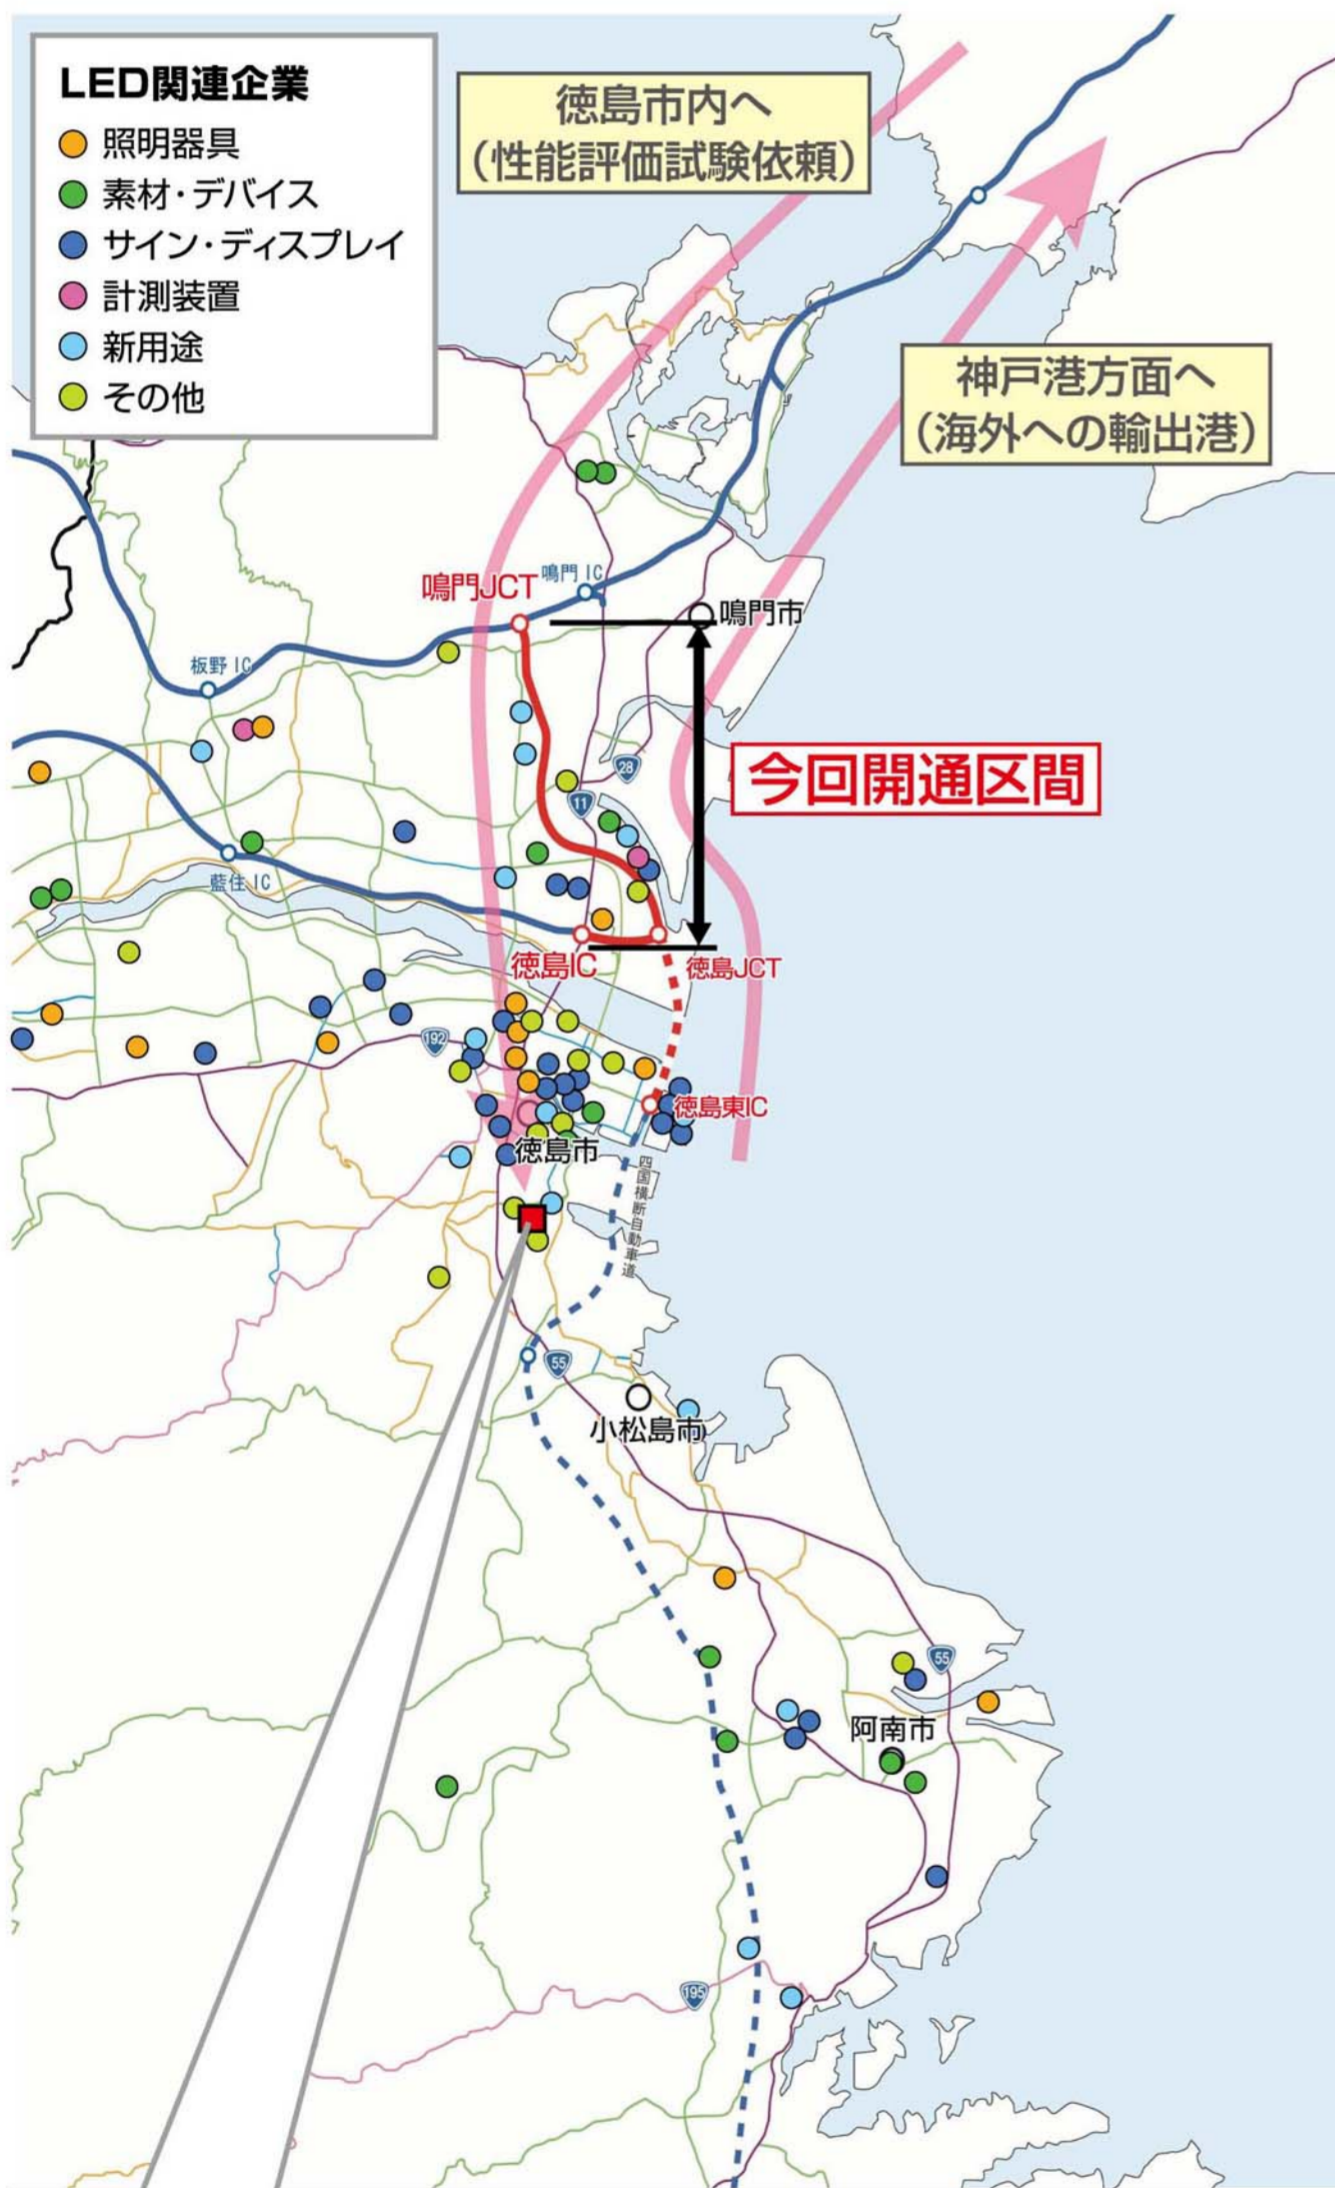 LED関連企業
照明器具
素材・デバイス
サイン・ディスプレイ
計測装置
新用途
その他
徳島市内へ
（性能評価試験依頼）
神戸港方面へ
（海外への輸出港）
鳴門JCT
鳴門 IC
鳴門市
板野 IC
28
今回開通区間
11
藍住 IC
徳島IC
徳島JCT
192
徳島東IC
徳島市
四国横断自動車道
55
小松島市
55
阿南市
195